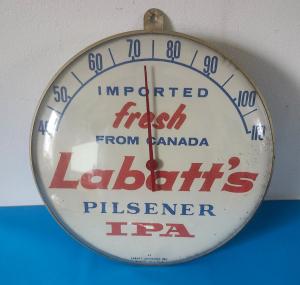 50 60 70 80 90 100
IMPORTED
fresh
FROM CANADA
Labatt's
PILSENER
IPA